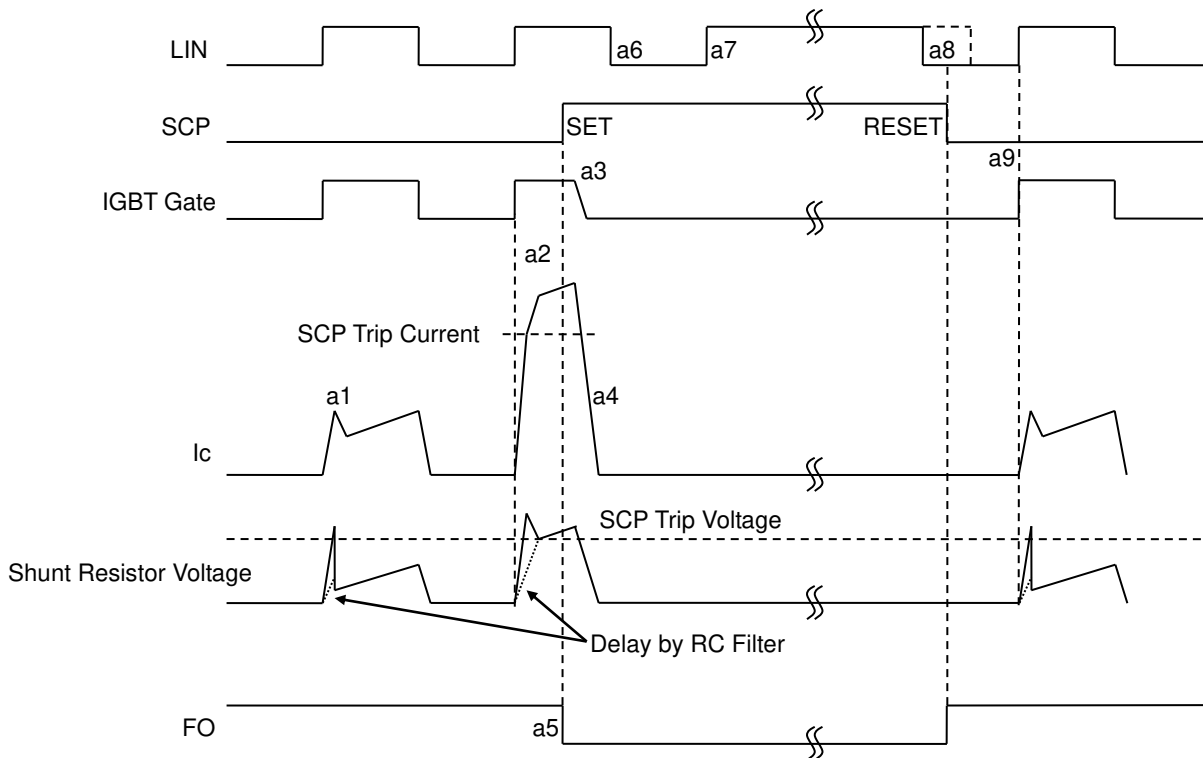 LIN
a6
a7
a8
SCP
SET
RESET
a9
a3
IGBT Gate
a2
SCP Trip Current
a1
a4
Ic
SCP Trip Voltage
Shunt Resistor Voltage
Delay by RC Filter
FO
a5